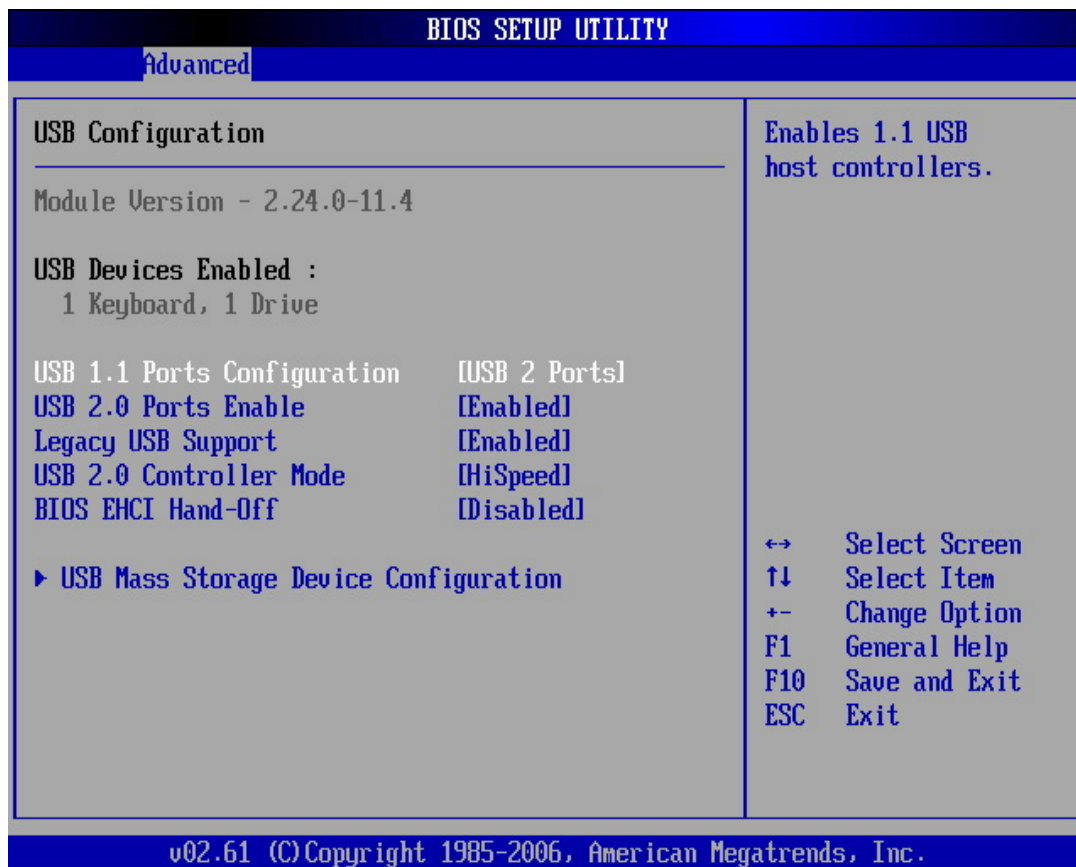 BIOS SETUP UTILITY
Advanced
USB Configuration
Module Version - 2.24.0-11.4
USB Devices Enabled :
1 Keyboard, 1 Drive
USB 1.1 Ports Configuration [USB 2 Ports]
USB 2.0 Ports Enable [Enabled]
Legacy USB Support [Enabled]
USB 2.0 Controller Mode [HiSpeed]
BIOS EHCI Hand-Off [Disabled]
USB Mass Storage Device Configuration
Enables 1.1 USB
host controllers.
↔ Select Screen
↑↓ Select Item
+- Change Option
F1 General Help
F10 Save and Exit
ESC Exit
v02.61 (C)Copyright 1985-2006, American Megatrends, Inc.